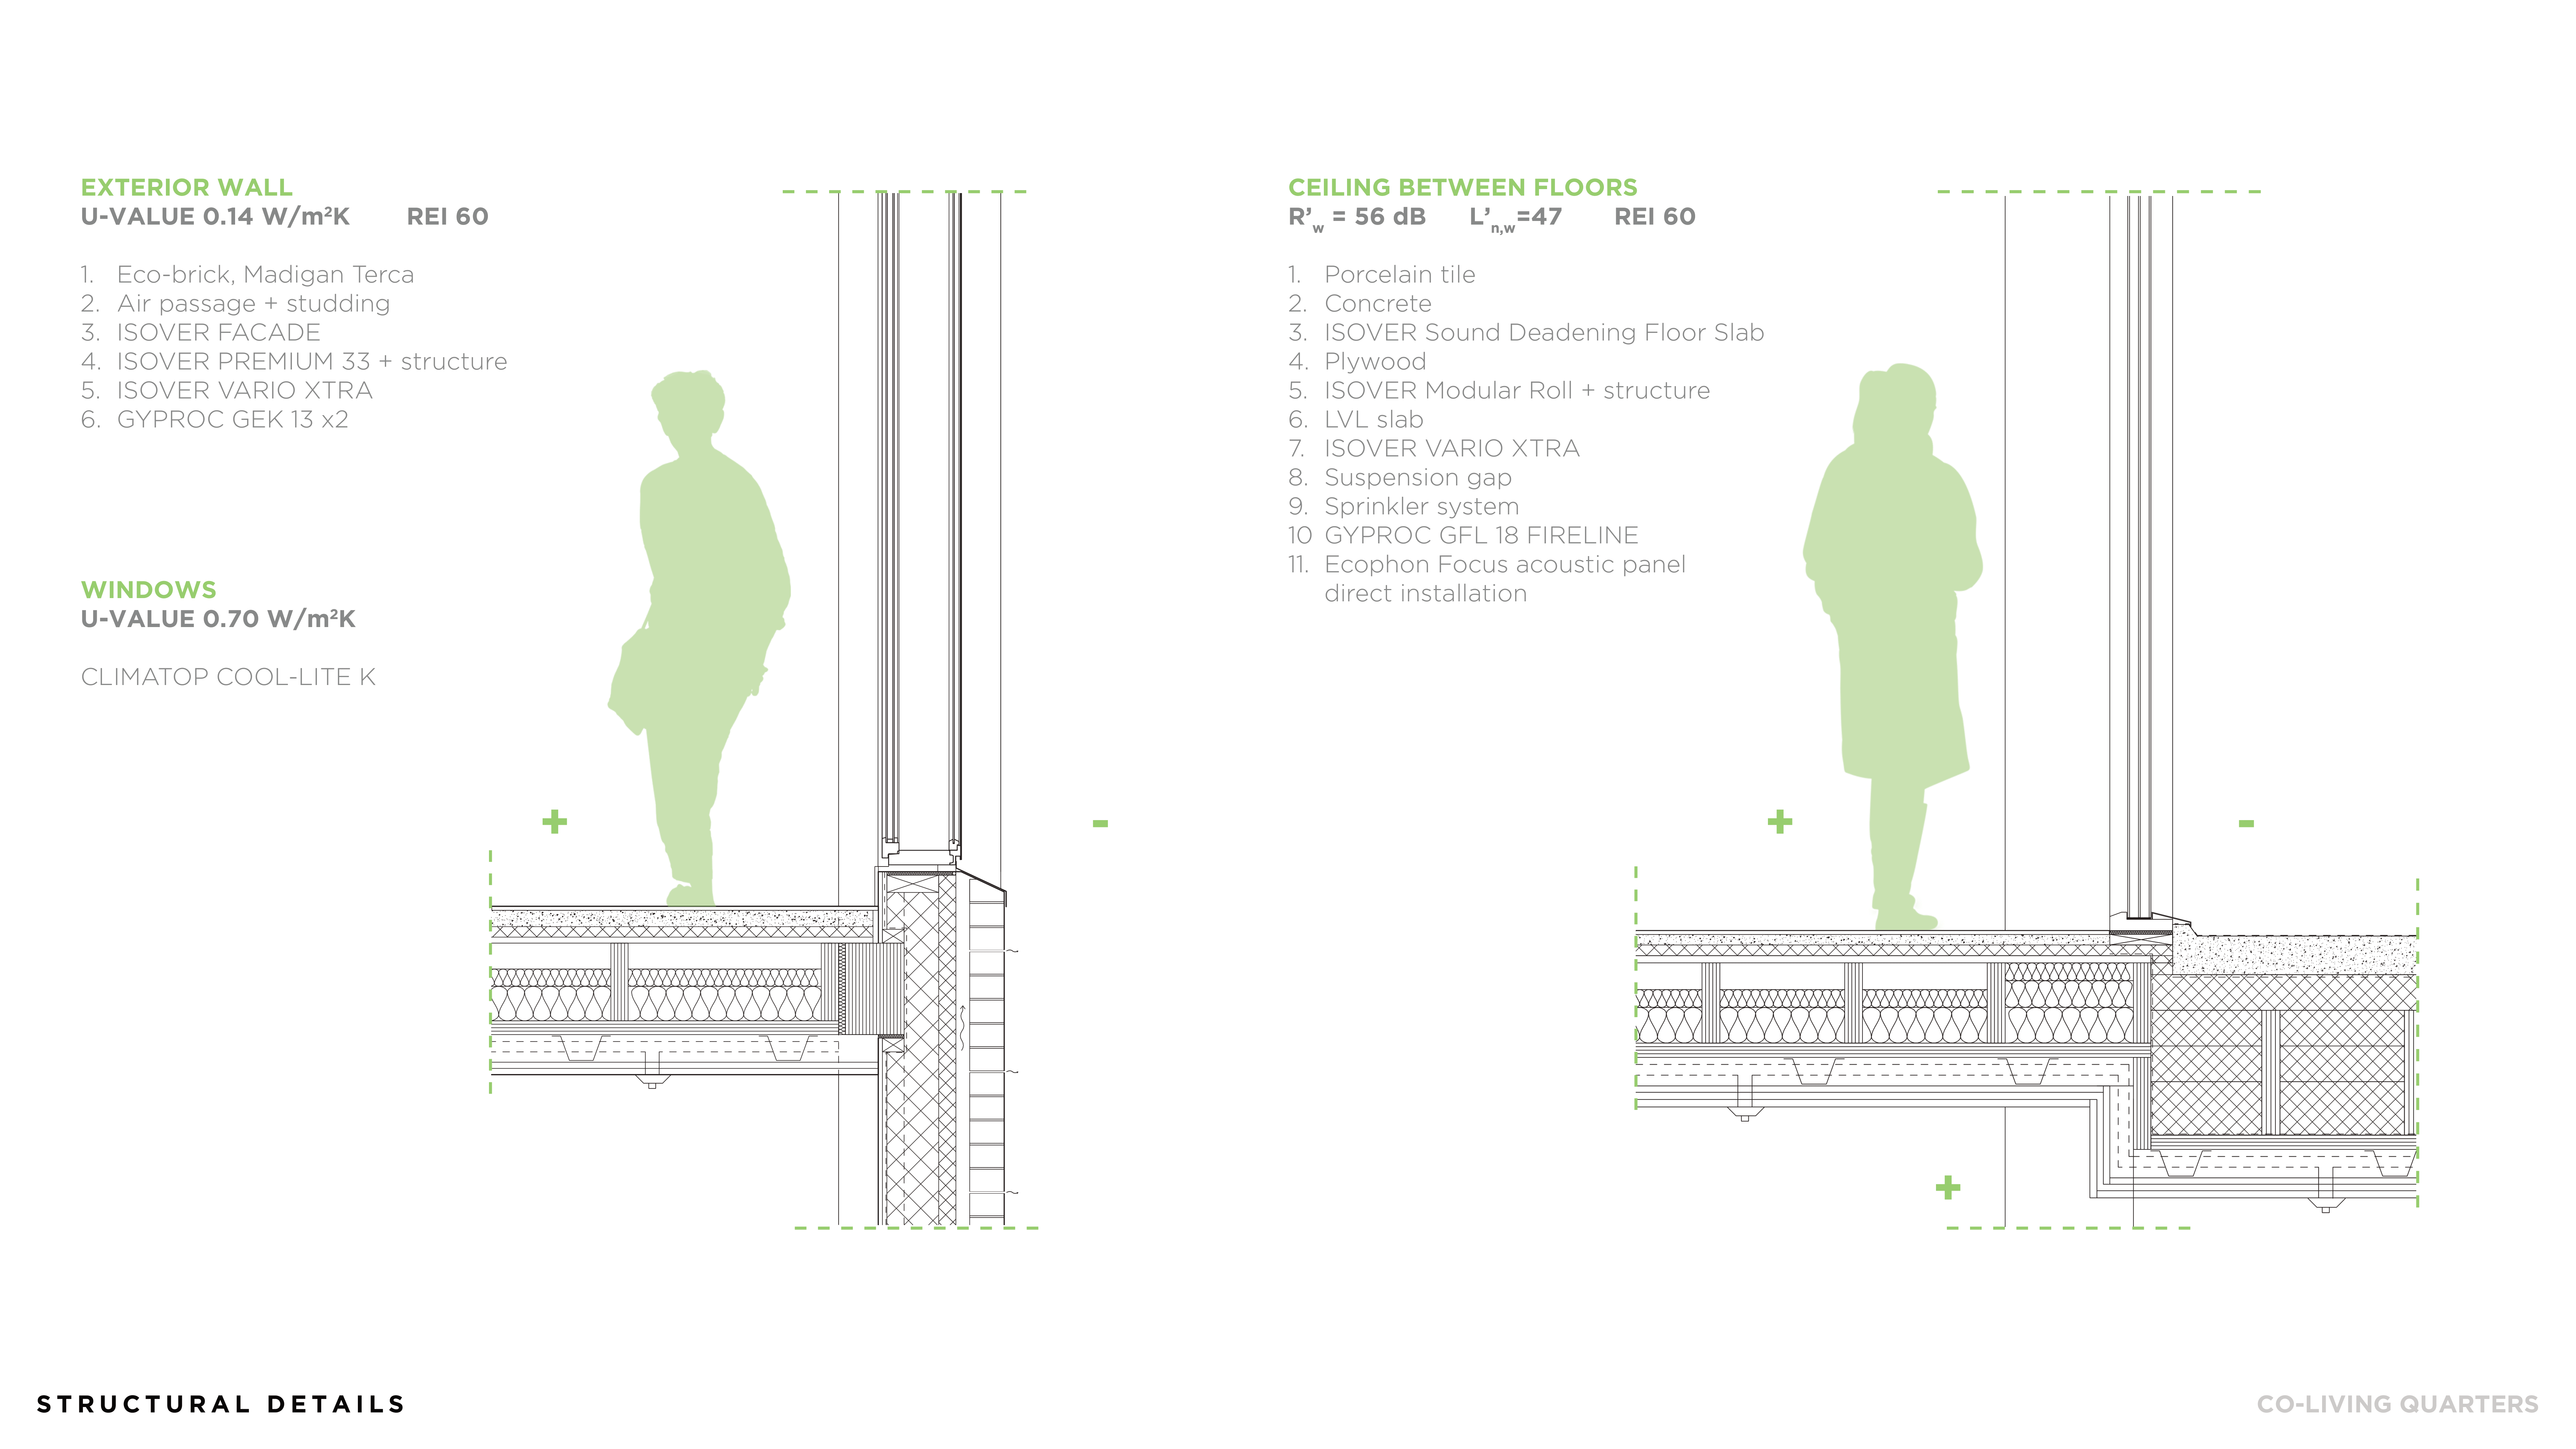 EXTERIOR WALL
U-VALUE 0.14 W/m²K REI 60
1. Eco-brick, Madigan Terca
2. Air passage + studding
3. ISOVER FACADE
4. ISOVER PREMIUM 33 + structure
5. ISOVER VARIO XTRA
6. GYPROC GEK 13 x2
WINDOWS
U-VALUE 0.70 W/m²K
CLIMATOP COOL-LITE K
+
-
CEILING BETWEEN FLOORS
R’w = 56 dB L’n,w=47 REI 60
1. Porcelain tile
2. Concrete
3. ISOVER Sound Deadening Floor Slab
4. Plywood
5. ISOVER Modular Roll + structure
6. LVL slab
7. ISOVER VARIO XTRA
8. Suspension gap
9. Sprinkler system
10 GYPROC GFL 18 FIRELINE
11. Ecophon Focus acoustic panel
direct installation
+
-
+
STRUCTURAL DETAILS
CO-LIVING QUARTERS